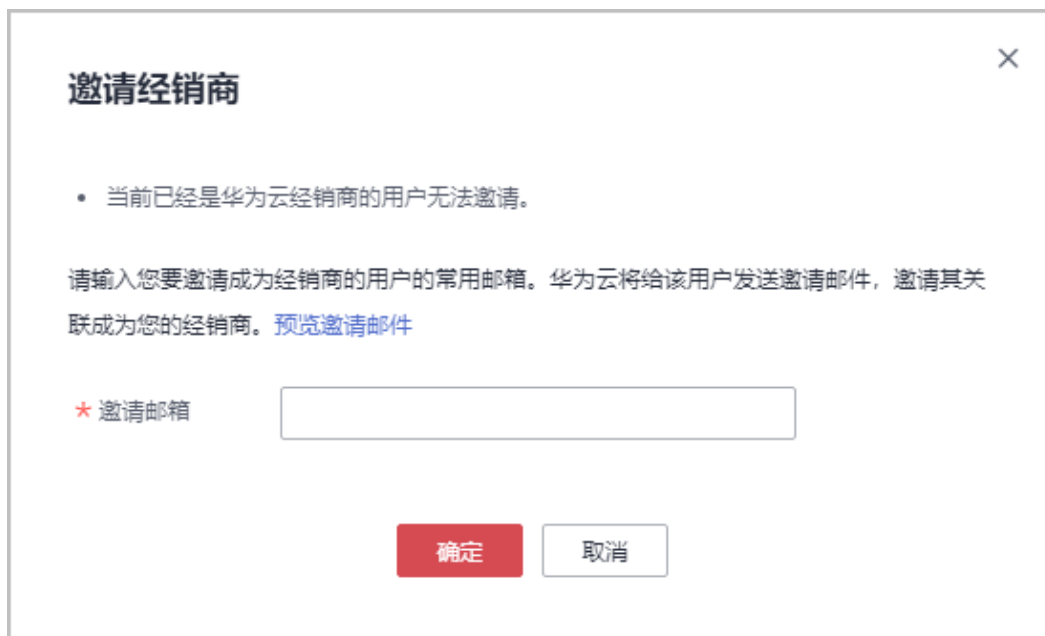 邀请经销商
• 当前已经是华为云经销商的用户无法邀请。
请输入您要邀请成为经销商的用户的常用邮箱。华为云将给该用户发送邀请邮件，邀请其关
联成为您的经销商。预览邀请邮件
* 邀请邮箱
确定 取消